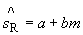 ŝ_R = a + bm